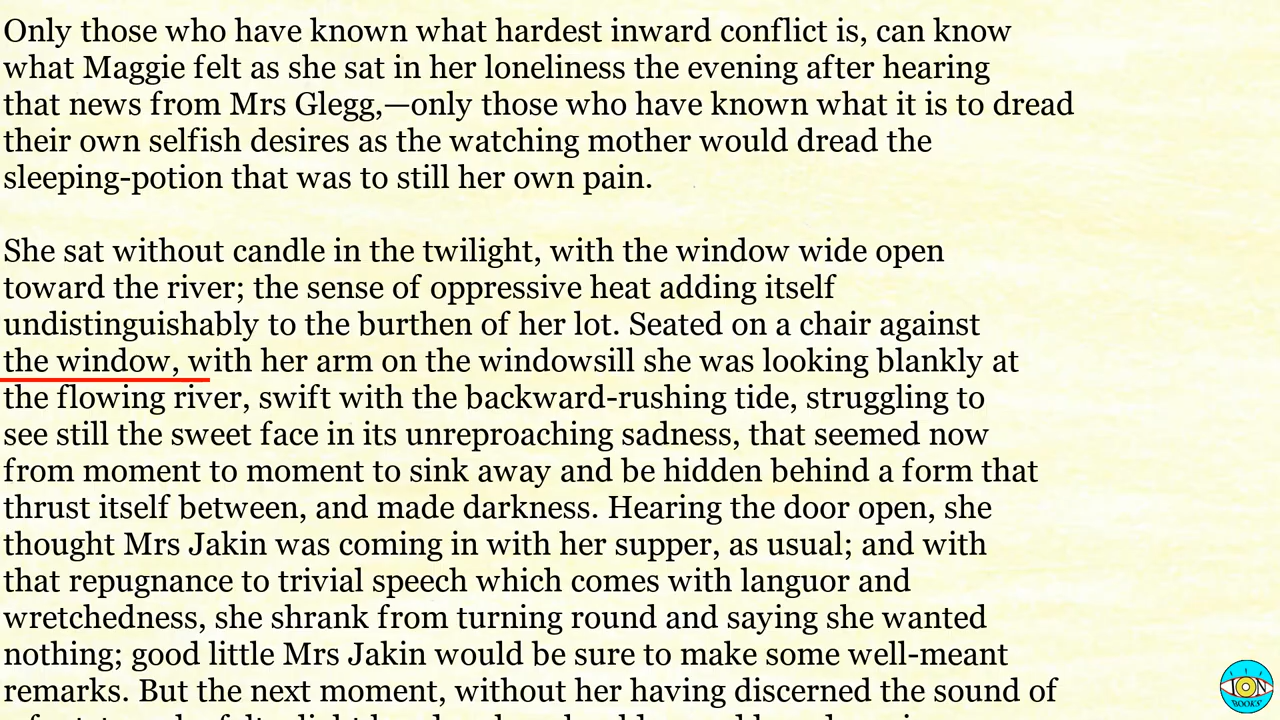 Only those who have known what hardest inward conflict is, can know
what Maggie felt as she sat in her loneliness the evening after hearing
that news from Mrs Glegg,—only those who have known what it is to dread
their own selfish desires as the watching mother would dread the
sleeping-potion that was to still her own pain.
She sat without candle in the twilight, with the window wide open
toward the river; the sense of oppressive heat adding itself
undistinguishably to the burthen of her lot. Seated on a chair against
the window, with her arm on the windowsill she was looking blankly at
the flowing river, swift with the backward-rushing tide, struggling to
see still the sweet face in its unreproaching sadness, that seemed now
from moment to moment to sink away and be hidden behind a form that
thrust itself between, and made darkness. Hearing the door open, she
thought Mrs Jakin was coming in with her supper, as usual; and with
that repugnance to trivial speech which comes with languor and
wretchedness, she shrank from turning round and saying she wanted
nothing; good little Mrs Jakin would be sure to make some well-meant
remarks. But the next moment, without her having discerned the sound of
ION
BOOKS